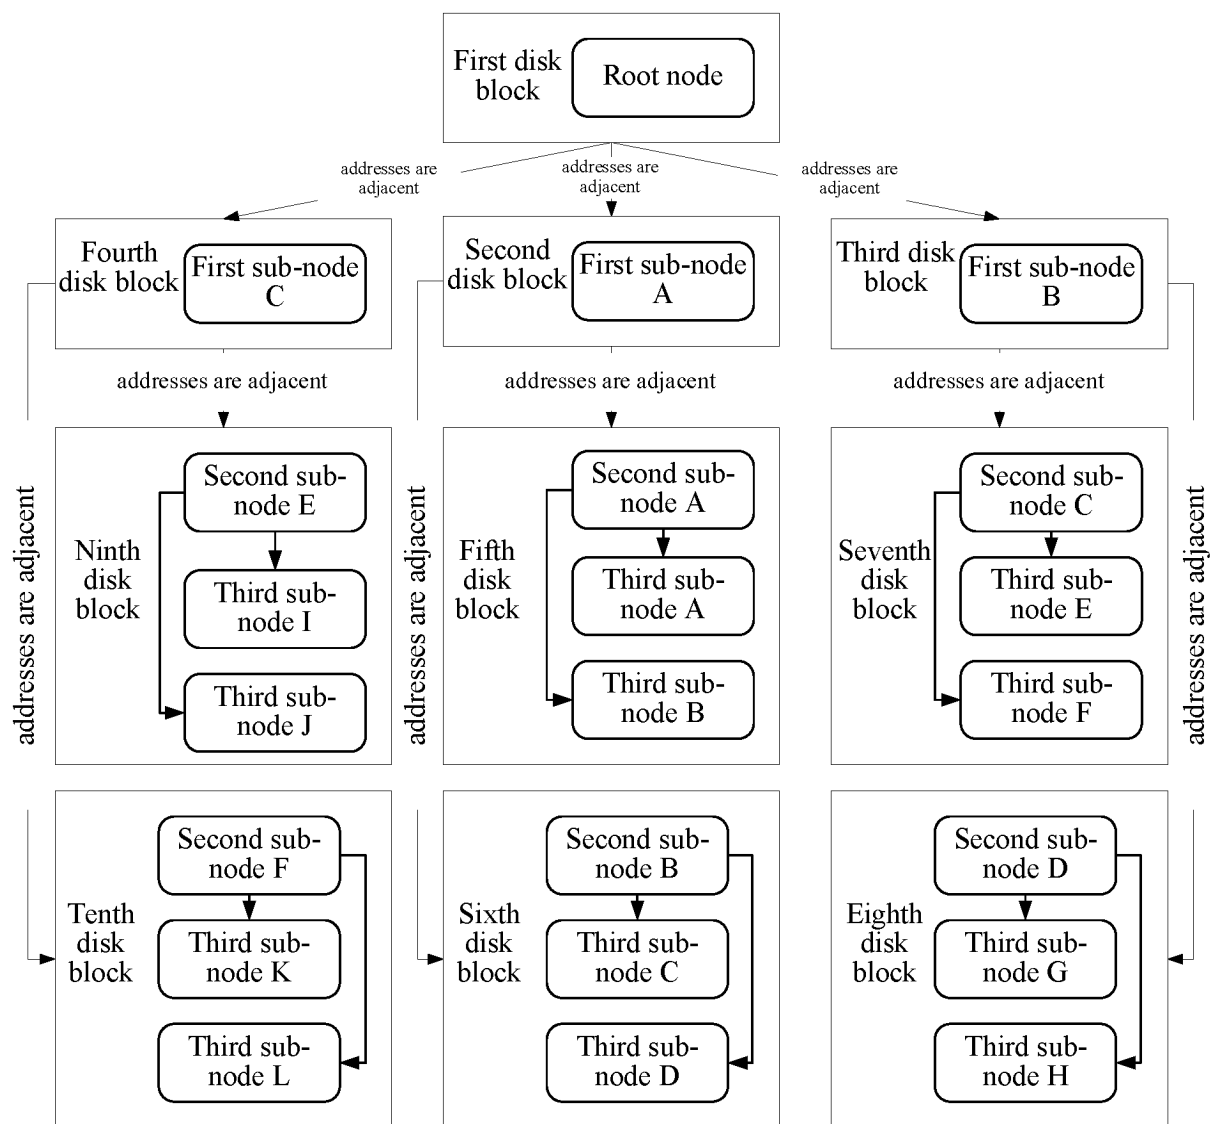 First disk
block
Root node
addresses are
adjacent
addresses are
adjacent
addresses are
adjacent
Fourth
disk block
First sub-node
C
Second
disk block
First sub-node
A
Third disk
block
First sub-node
B
addresses are adjacent
addresses are adjacent
addresses are adjacent
addresses are adjacent
Ninth
disk
block
Second sub-
node E
Third sub-
node I
Third sub-
node J
addresses are adjacent
Fifth
disk
block
Second sub-
node A
Third sub-
node A
Third sub-
node B
Seventh
disk
block
Second sub-
node C
Third sub-
node E
Third sub-
node F
addresses are adjacent
Tenth
disk
block
Second sub-
node F
Third sub-
node K
Third sub-
node L
Sixth
disk
block
Second sub-
node B
Third sub-
node C
Third sub-
node D
Eighth
disk
block
Second sub-
node D
Third sub-
node G
Third sub-
node H